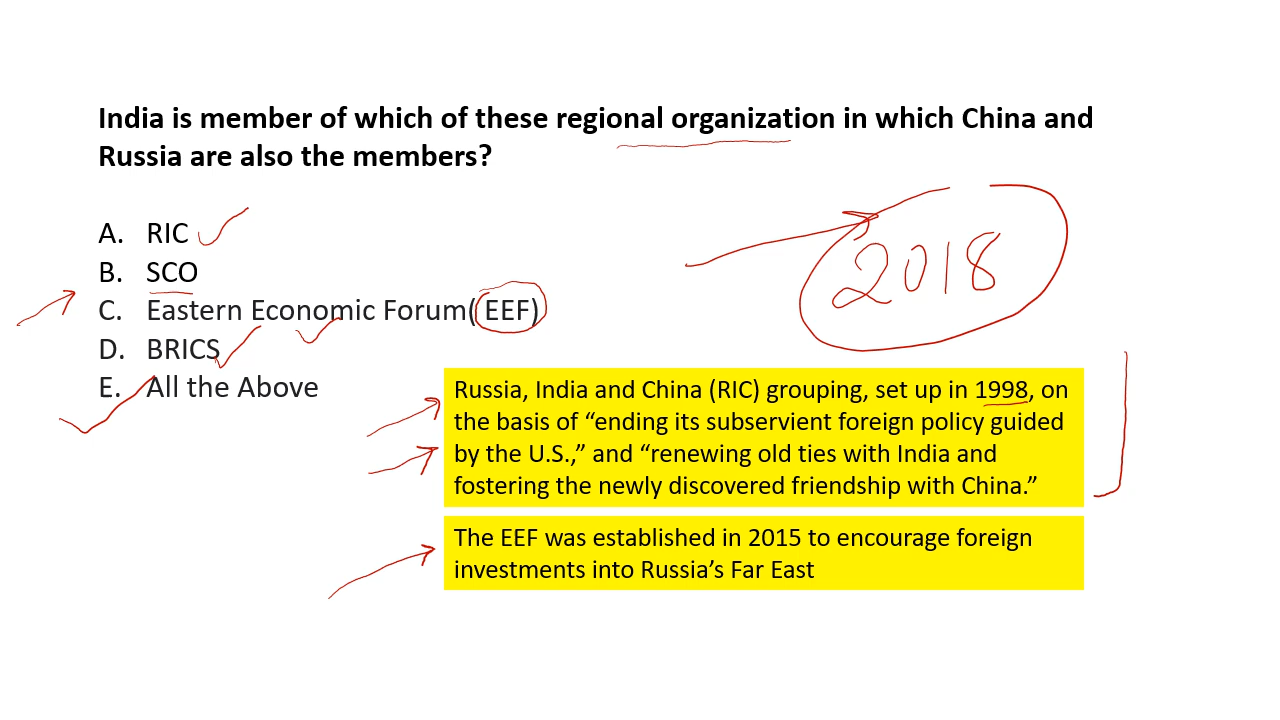 India is member of which of these regional organization in which China and
Russia are also the members?
A. RIC
B. SCO
C. Eastern Economic Forum( EEF)
D. BRICS
E. All the Above
2018
Russia, India and China (RIC) grouping, set up in 1998, on
the basis of “ending its subservient foreign policy guided
by the U.S.,” and “renewing old ties with India and
fostering the newly discovered friendship with China.”
The EEF was established in 2015 to encourage foreign
investments into Russia’s Far East